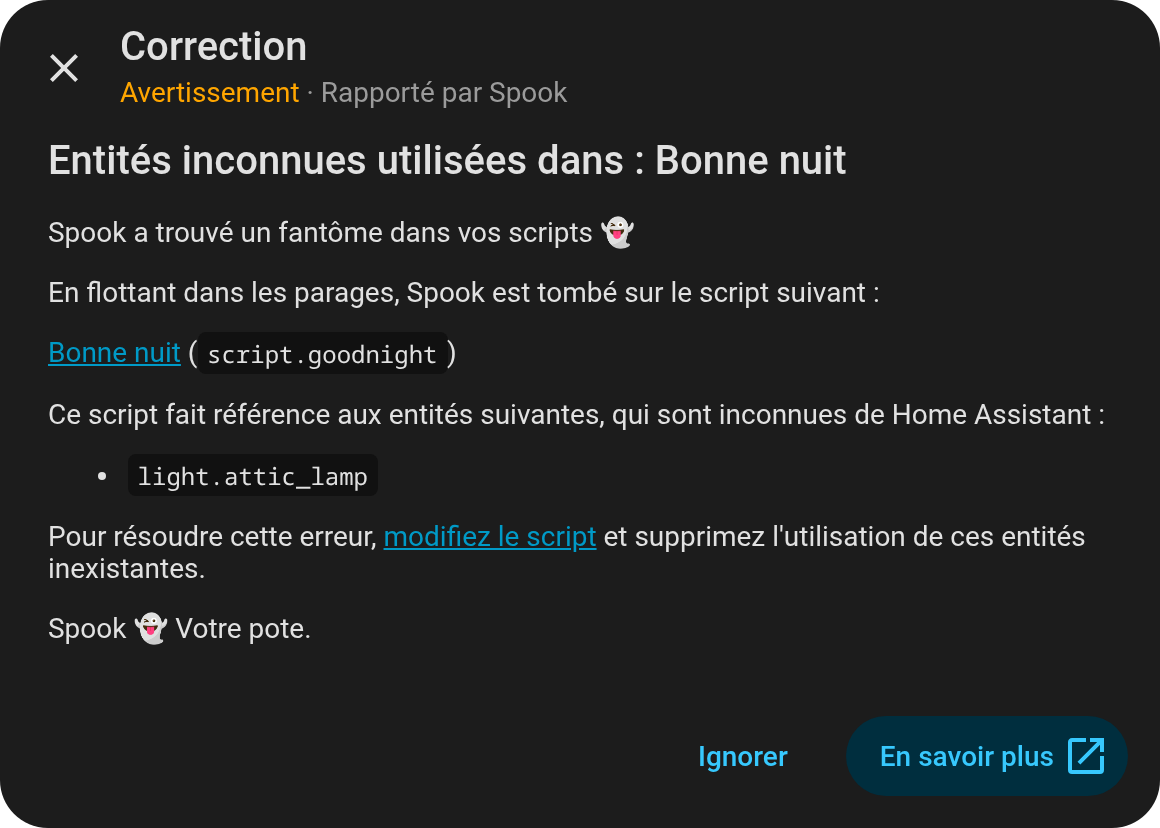 Correction
Avertissement · Rapporté par Spook
Entités inconnues utilisées dans : Bonne nuit
Spook a trouvé un fantôme dans vos scripts 👻
En flottant dans les parages, Spook est tombé sur le script suivant :
Bonne nuit (script.goodnight)
Ce script fait référence aux entités suivantes, qui sont inconnues de Home Assistant :
• light.attic_lamp
Pour résoudre cette erreur, modifiez le script et supprimez l'utilisation de ces entités
inexistantes.
Spook 👻 Votre pote.
Ignorer
En savoir plus